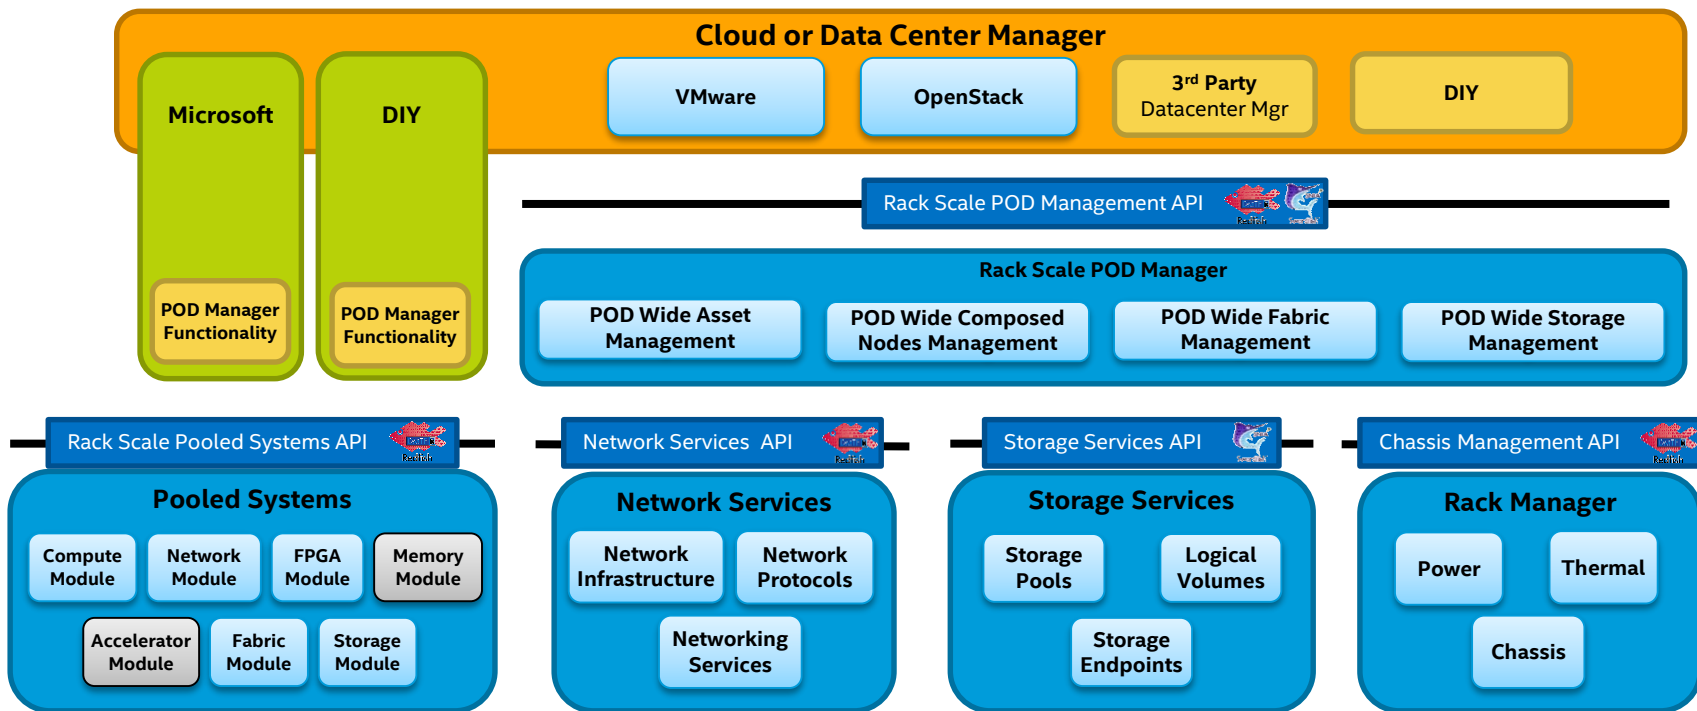 Cloud or Data Center Manager
Microsoft
DIY
VMware
OpenStack
3rd Party
Datacenter Mgr
DIY
Rack Scale POD Management API
POD Manager
Functionality
POD Manager
Functionality
Rack Scale POD Manager
POD Wide Asset
Management
POD Wide Composed
Nodes Management
POD Wide Fabric
Management
POD Wide Storage
Management
Rack Scale Pooled Systems API
Network Services API
Storage Services API
Chassis Management API
Pooled Systems
Compute
Module
Network
Module
FPGA
Module
Memory
Module
Accelerator
Module
Fabric
Module
Storage
Module
Network Services
Network
Infrastructure
Network
Protocols
Networking
Services
Storage Services
Storage
Pools
Logical
Volumes
Storage
Endpoints
Rack Manager
Power
Thermal
Chassis